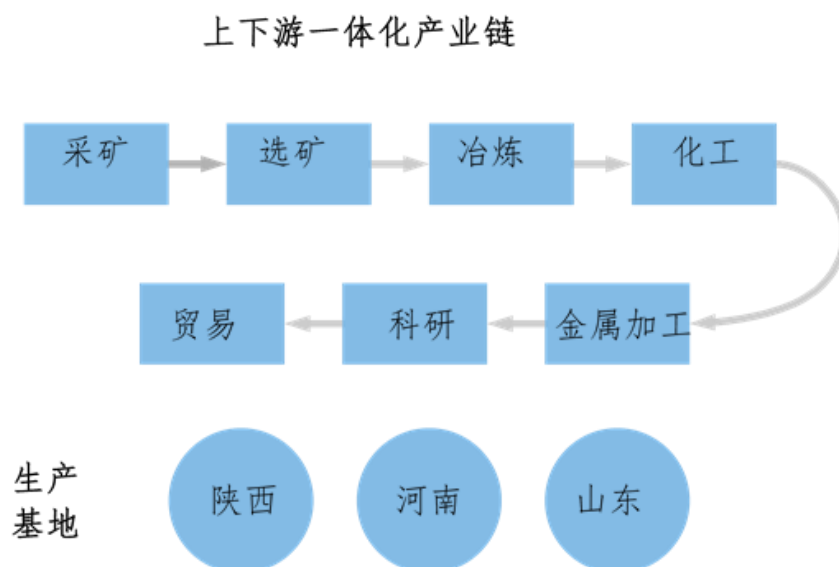 上下游一体化产业链
采矿
选矿
冶炼
化工
贸易
科研
金属加工
生产
基地
陕西
河南
山东